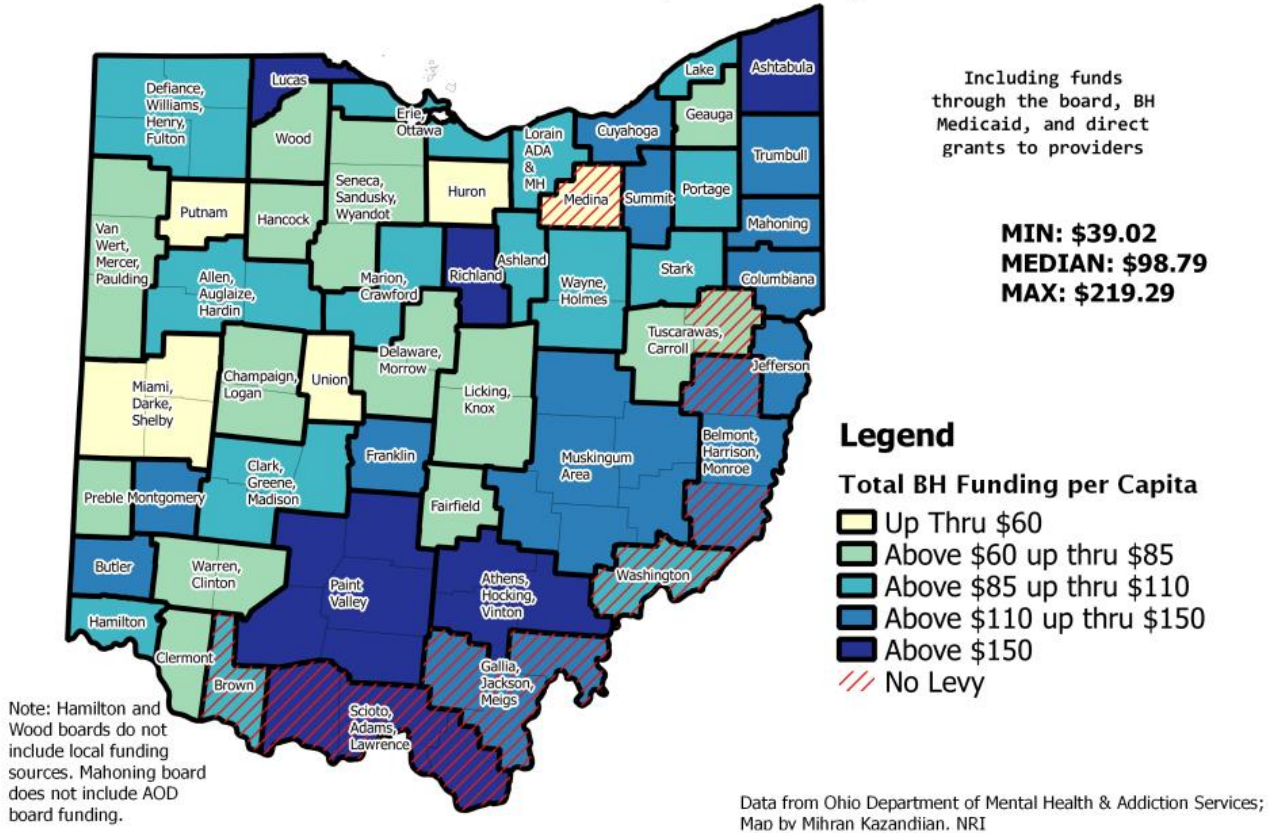 Lucas
Lake
Ashtabula
Defiance,
Williams,
Henry,
Fulton
Wood
Erie,
Ottawa
Lorain
ADA
&
MH
Cuyahoga
Geauga
Trumbull
Including funds
through the board, BH
Medicaid, and direct
grants to providers
Putnam
Hancock
Seneca,
Sandusky,
Wyandot
Huron
Medina
Summit
Portage
Mahoning
Van
Wert,
Mercer,
Paulding
Allen,
Auglaize,
Hardin
Marion,
Crawford
Richland
Ashland
Wayne,
Holmes
Stark
Columbiana
MIN: $39.02
MEDIAN: $98.79
MAX: $219.29
Miami,
Darke,
Shelby
Champaign,
Logan
Union
Delaware,
Morrow
Licking,
Knox
Tuscarawas,
Carroll
Jefferson
Preble
Montgomery
Clark,
Greene,
Madison
Franklin
Fairfield
Muskingum
Area
Belmont,
Harrison,
Monroe
Legend
Total BH Funding per Capita
Up Thru $60
Above $60 up thru $85
Above $85 up thru $110
Above $110 up thru $150
Above $150
No Levy
Butler
Warren,
Clinton
Paint
Valley
Athens,
Hocking,
Vinton
Washington
Hamilton
Clermont
Brown
Scioto,
Adams,
Lawrence
Gallia,
Jackson,
Meigs
Note: Hamilton and
Wood boards do not
include local funding
sources. Mahoning board
does not include AOD
board funding.
Data from Ohio Department of Mental Health & Addiction Services;
Map by Mihran Kazandjian, NRI